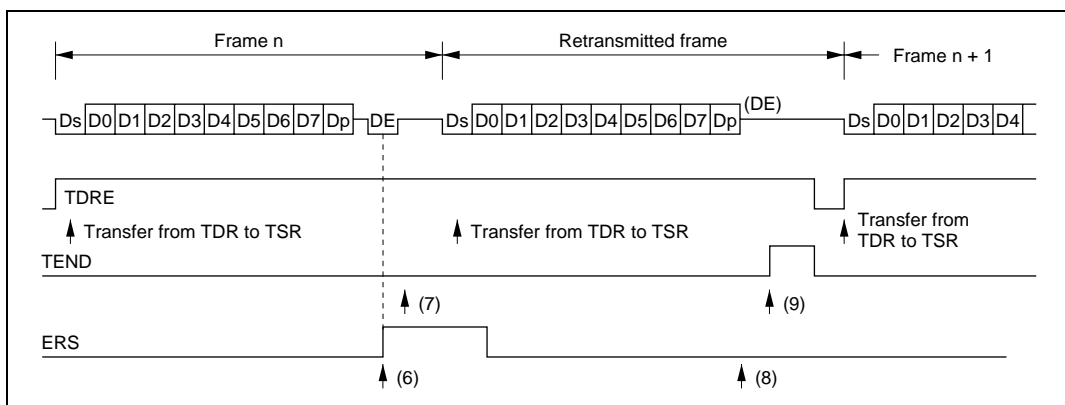 Frame n
Retransmitted frame
Frame n + 1
(DE)
Ds D0 D1 D2 D3 D4 D5 D6 D7 Dp DE Ds D0 D1 D2 D3 D4 D5 D6 D7 Dp Ds D0 D1 D2 D3 D4
TDRE
Transfer from TDR to TSR
Transfer from TDR to TSR
Transfer from
TDR to TSR
TEND
(7)
(9)
ERS
(6)
(8)